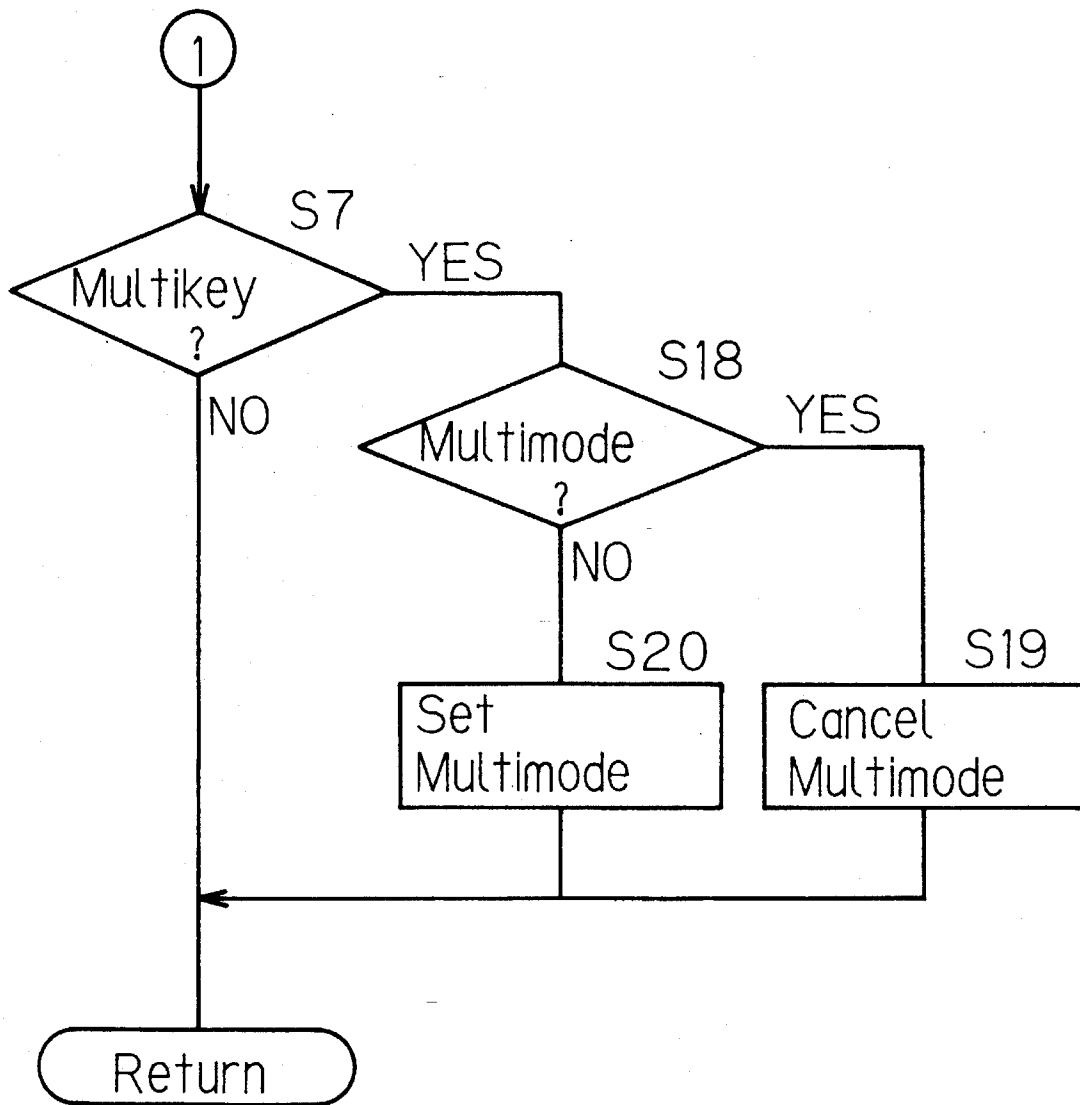 1
S7
Multikey
?
YES
NO
S18
Multimode
?
YES
NO
S20
Set
Multimode
S19
Cancel
Multimode
Return